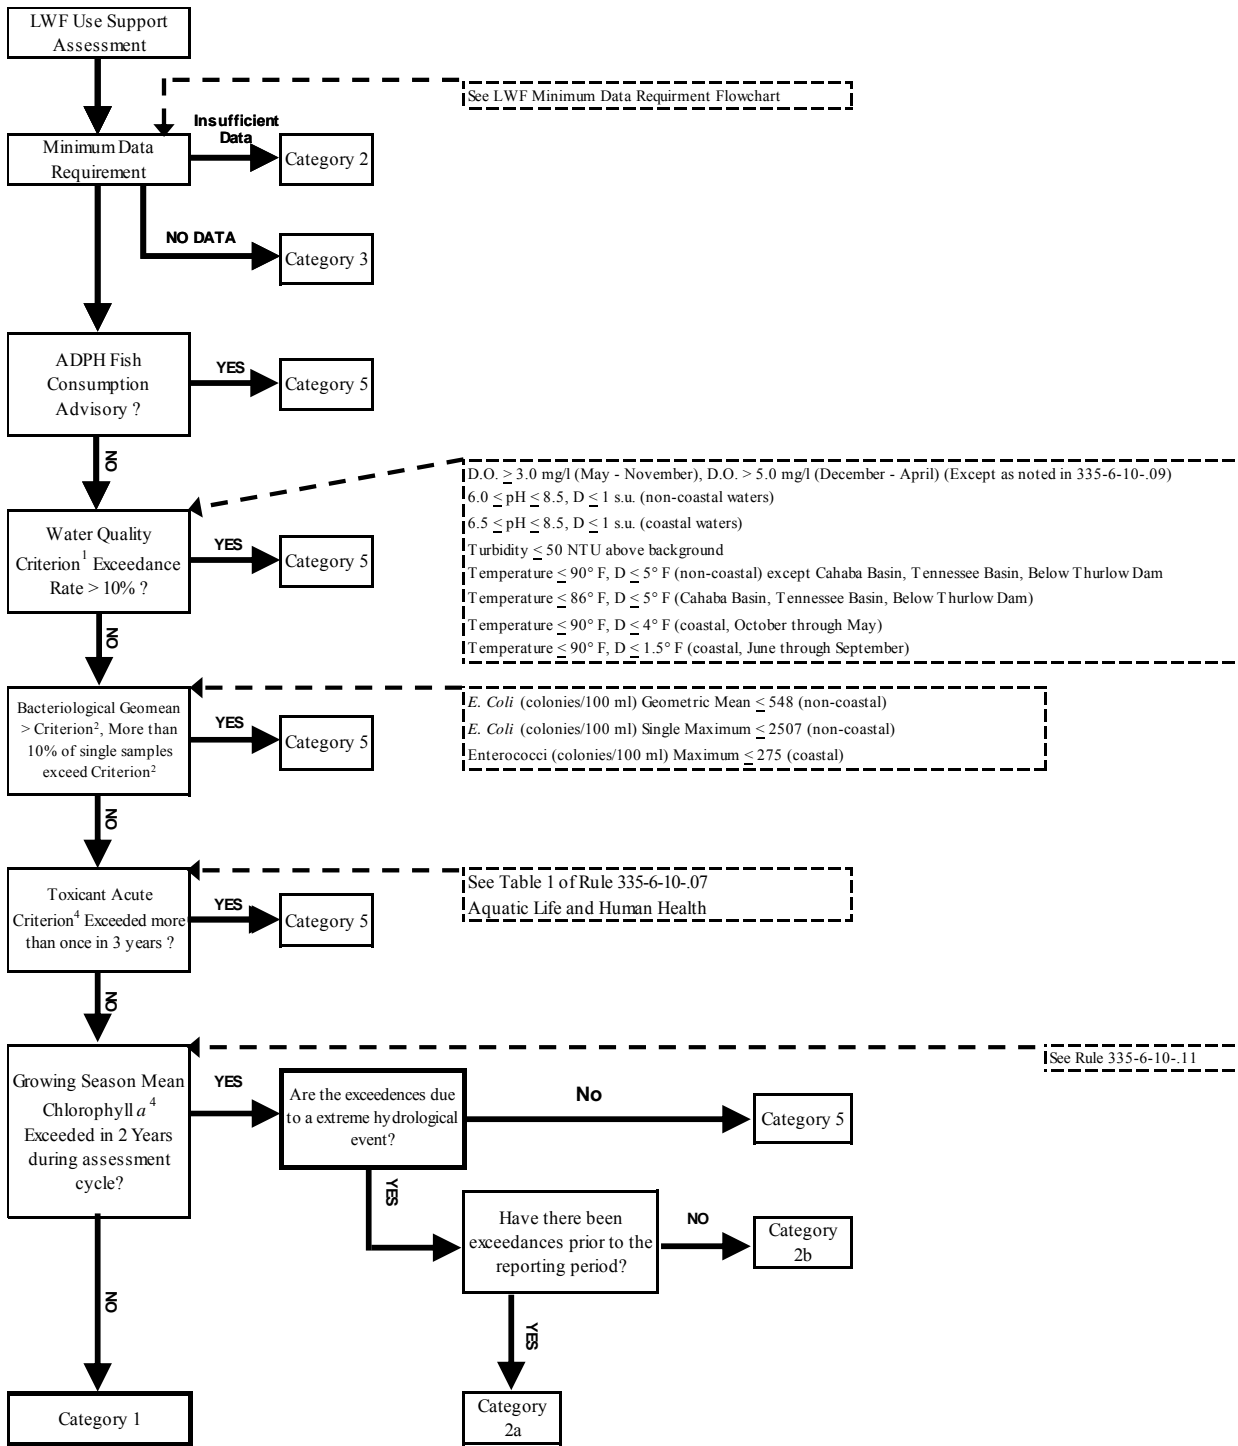 LWF Use Support
Assessment
See LWF Minimum Data Requirment Flowchart
Insufficient
Data
Minimum Data
Requirement
Category 2
NO DATA
Category 3
ADPH Fish
Consumption
Advisory ?
YES
Category 5
NO
D.O. ≥ 3.0 mg/l (May - November), D.O. > 5.0 mg/l (December - April) (Except as noted in 335-6-10-.09)
6.0 ≤ pH ≤ 8.5, D ≤ 1 s.u. (non-coastal waters)
6.5 ≤ pH ≤ 8.5, D ≤ 1 s.u. (coastal waters)
Turbidity ≤ 50 NTU above background
Temperature ≤ 90° F, D ≤ 5° F (non-coastal) except Cahaba Basin, Tennessee Basin, Below Thurlow Dam
Temperature ≤ 86° F, D ≤ 5° F (Cahaba Basin, Tennessee Basin, Below Thurlow Dam)
Temperature ≤ 90° F, D ≤ 4° F (coastal, October through May)
Temperature ≤ 90° F, D ≤ 1.5° F (coastal, June through September)
Water Quality
Criterion1 Exceedance
Rate > 10% ?
YES
Category 5
NO
Bacteriological Geomean
> Criterion2, More than
10% of single samples
exceed Criterion2
YES
Category 5
E. Coli (colonies/100 ml) Geometric Mean ≤ 548 (non-coastal)
E. Coli (colonies/100 ml) Single Maximum ≤ 2507 (non-coastal)
Enterococci (colonies/100 ml) Maximum ≤ 275 (coastal)
NO
Toxicant Acute
Criterion4 Exceeded more
than once in 3 years ?
YES
Category 5
See Table 1 of Rule 335-6-10-.07
Aquatic Life and Human Health
NO
See Rule 335-6-10-.11
Growing Season Mean
Chlorophyll a 4
Exceeded in 2 Years
during assessment
cycle?
YES
Are the exceedences due
to a extreme hydrological
event?
No
Category 5
YES
Have there been
exceedances prior to the
reporting period?
NO
Category
2b
NO
YES
Category 1
Category
2a